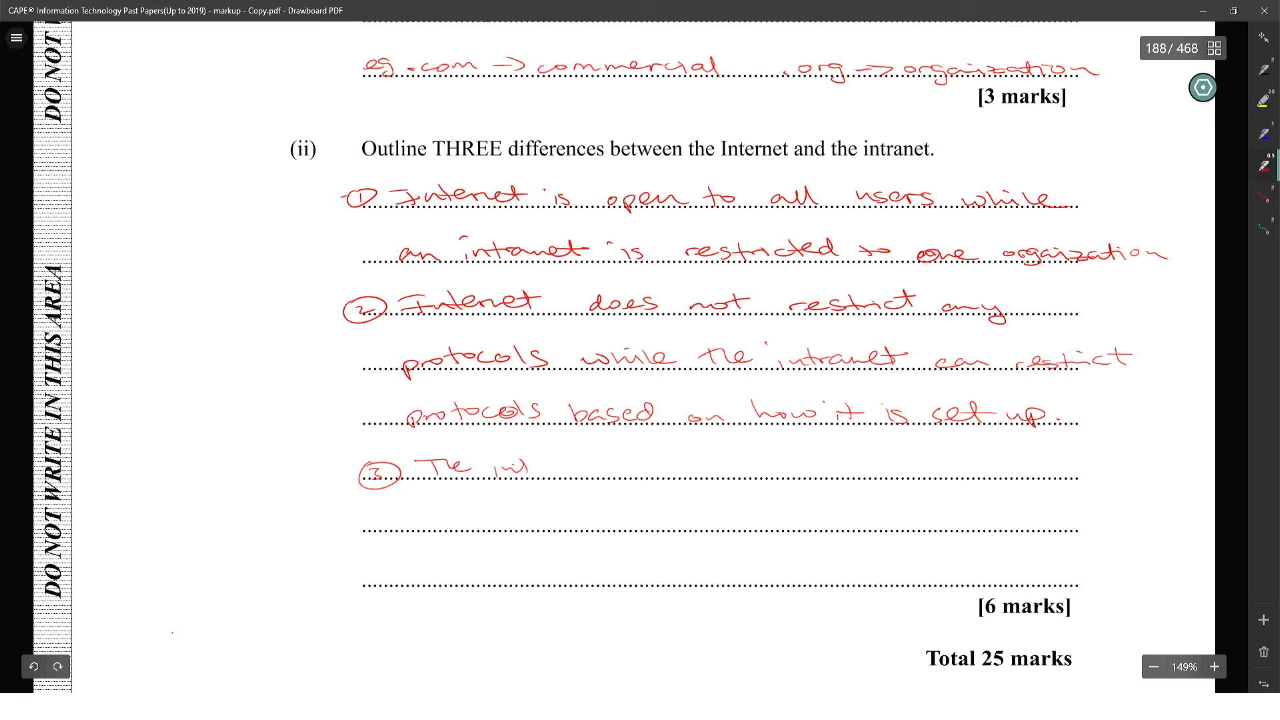 CAPE® Information Technology Past Papers(Up to 2019) - markup - Copy.pdf - Drawboard PDF
188 / 468
eg .com -> commercial .org -> organization
[3 marks]
(ii) Outline THREE differences between the Internet and the intranet.
① Internet is open to all users while
an intranet is restricted to one organization
② Internet does not restrict any
protocols while the intranet can restrict
protocols based on how it is set up.
③ The int
[6 marks]
Total 25 marks
149%
DO NOT WRITE IN THIS AREA
DO NOT